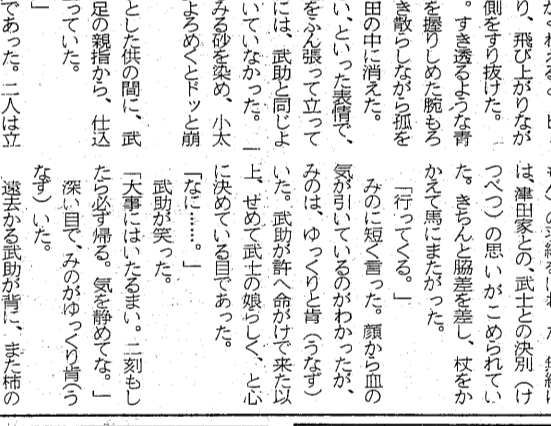 り、飛び上がりなが
側をすり抜けた。
。すき透るような青
を握りしめた腕もろ
き散らしながら孤を
田の中に消えた。
い、といった表情で、
をふん張って立って
には、武助と同じよ
いていなかった。一
みる砂を染め、小太
よろめくとドッと崩
とした供の間に、武
足の親指から、仕込
っていた。
であった。二人は立
は、津田家との、武士との決別（け
つべつ）の思いがこめられてい
た。きちんと脇差を差し、杖をか
かえて馬にまたがった。
「行ってくる。」
みのに短く言った。顔から血の
気が引いているのがわかったが、
みのは、ゆっくりと肯（うなず）
いた。武助が許へ命がけで来た以
上、せめて武士の娘らしく、と心
に決めている目であった。
「なに……。」
武助が笑った。
「大事にはいたるまい。二刻もし
たら必ず帰る。気を静めてな。」
深い目で、みのがゆっくり肯（う
なず）いた。
遠去かる武助が背に、また柿の